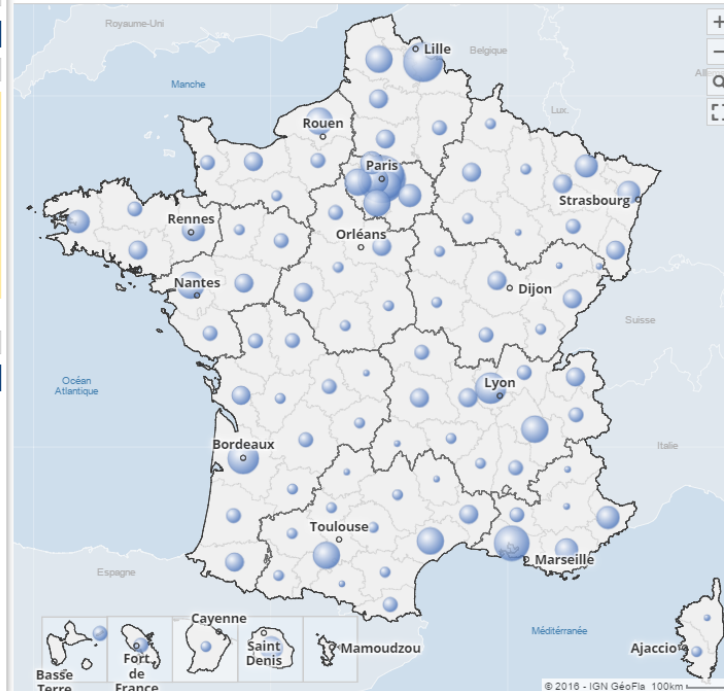 Royaume-Uni
Lille
Belgique
Manche
Lux.
Rouen
Paris
Strasbourg
Rennes
Orléans
Nantes
Dijon
Suisse
Océan
Atlantique
Lyon
Bordeaux
Italie
Toulouse
Marseille
Espagne
Cayenne
Méditérranée
Saint
Denis
Mamoudzou
Ajaccio
Fort
de
France
Basse
Terre
© 2016 - IGN GéoFla 100km